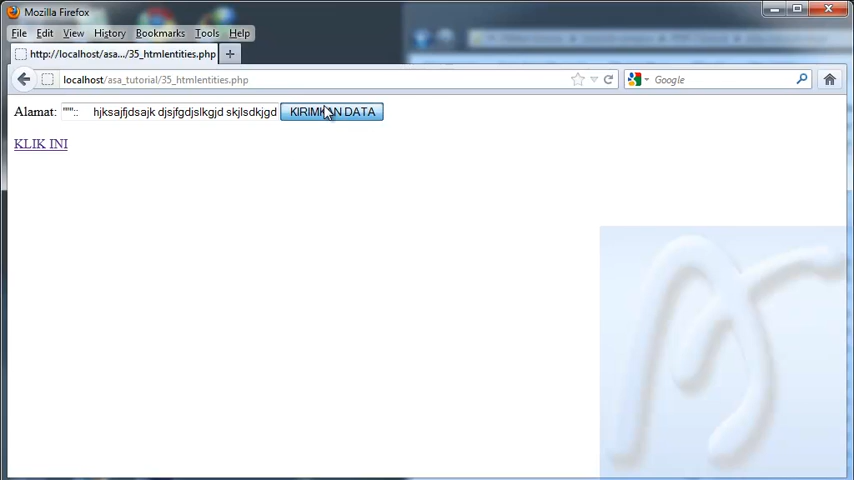 Mozilla Firefox
File Edit View History Bookmarks Tools Help
http://localhost/asa.../35_htmlentities.php +
localhost/asa_tutorial/35_htmlentities.php Google
Alamat: """:: hjksajfjdsajk djsjfgdjslkgjd skjlsdkjgd KIRIMKAN DATA
KLIK INI